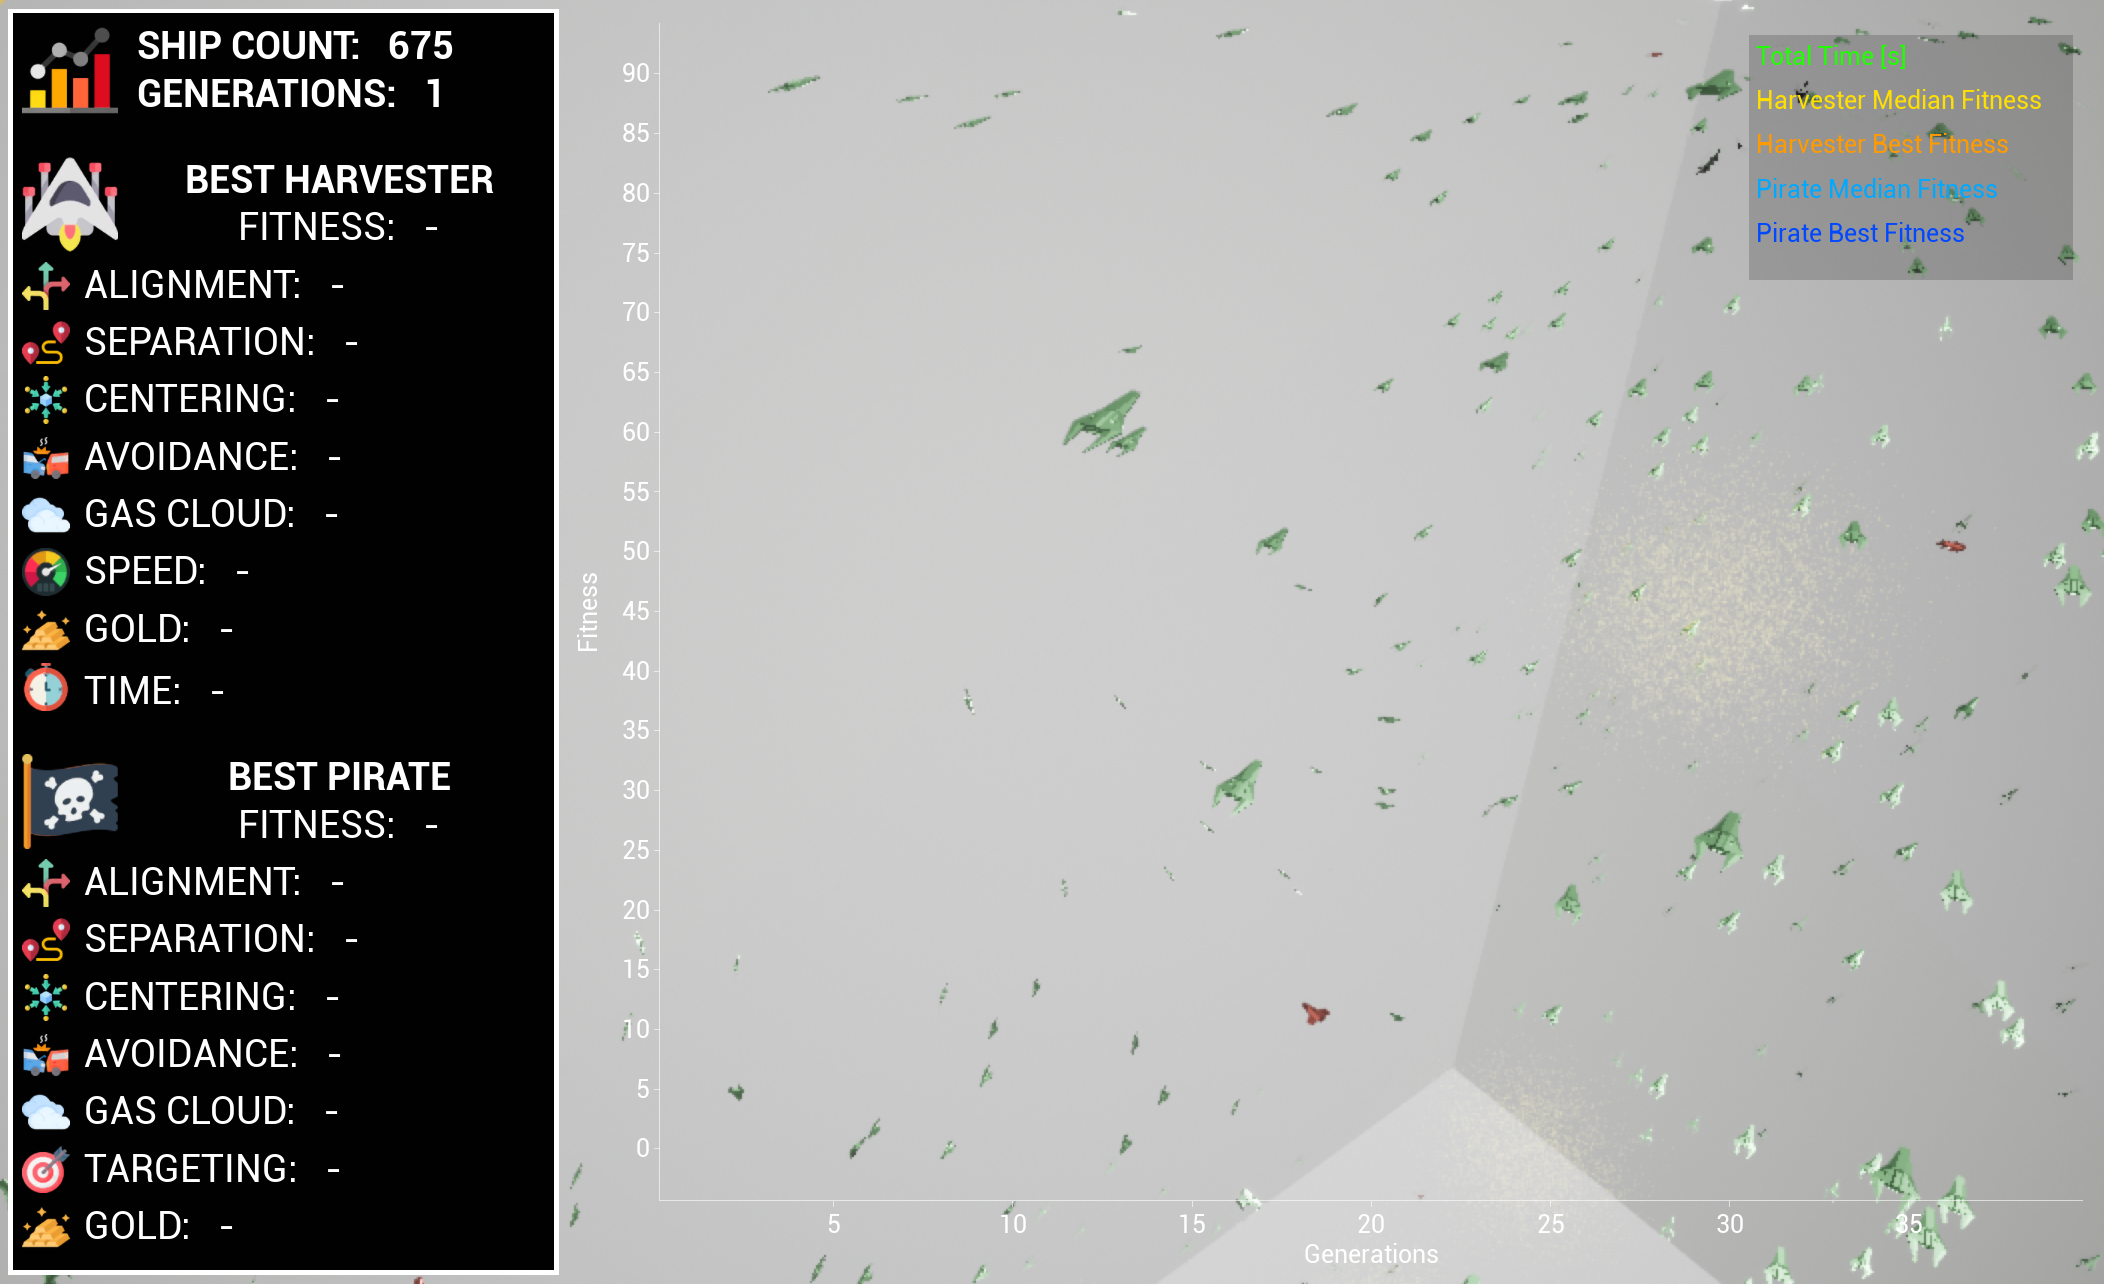 SHIP COUNT: 675
GENERATIONS: 1
BEST HARVESTER
FITNESS: -
ALIGNMENT: -
SEPARATION: -
CENTERING: -
AVOIDANCE: -
GAS CLOUD: -
SPEED: -
GOLD: -
TIME: -
BEST PIRATE
FITNESS: -
ALIGNMENT: -
SEPARATION: -
CENTERING: -
AVOIDANCE: -
GAS CLOUD: -
TARGETING: -
GOLD: -
Fitness
90
85
80
75
70
65
60
55
50
45
40
35
30
25
20
15
10
5
0
5 10 15 20 25 30 35
Generations
Total Time [s]
Harvester Median Fitness
Harvester Best Fitness
Pirate Median Fitness
Pirate Best Fitness